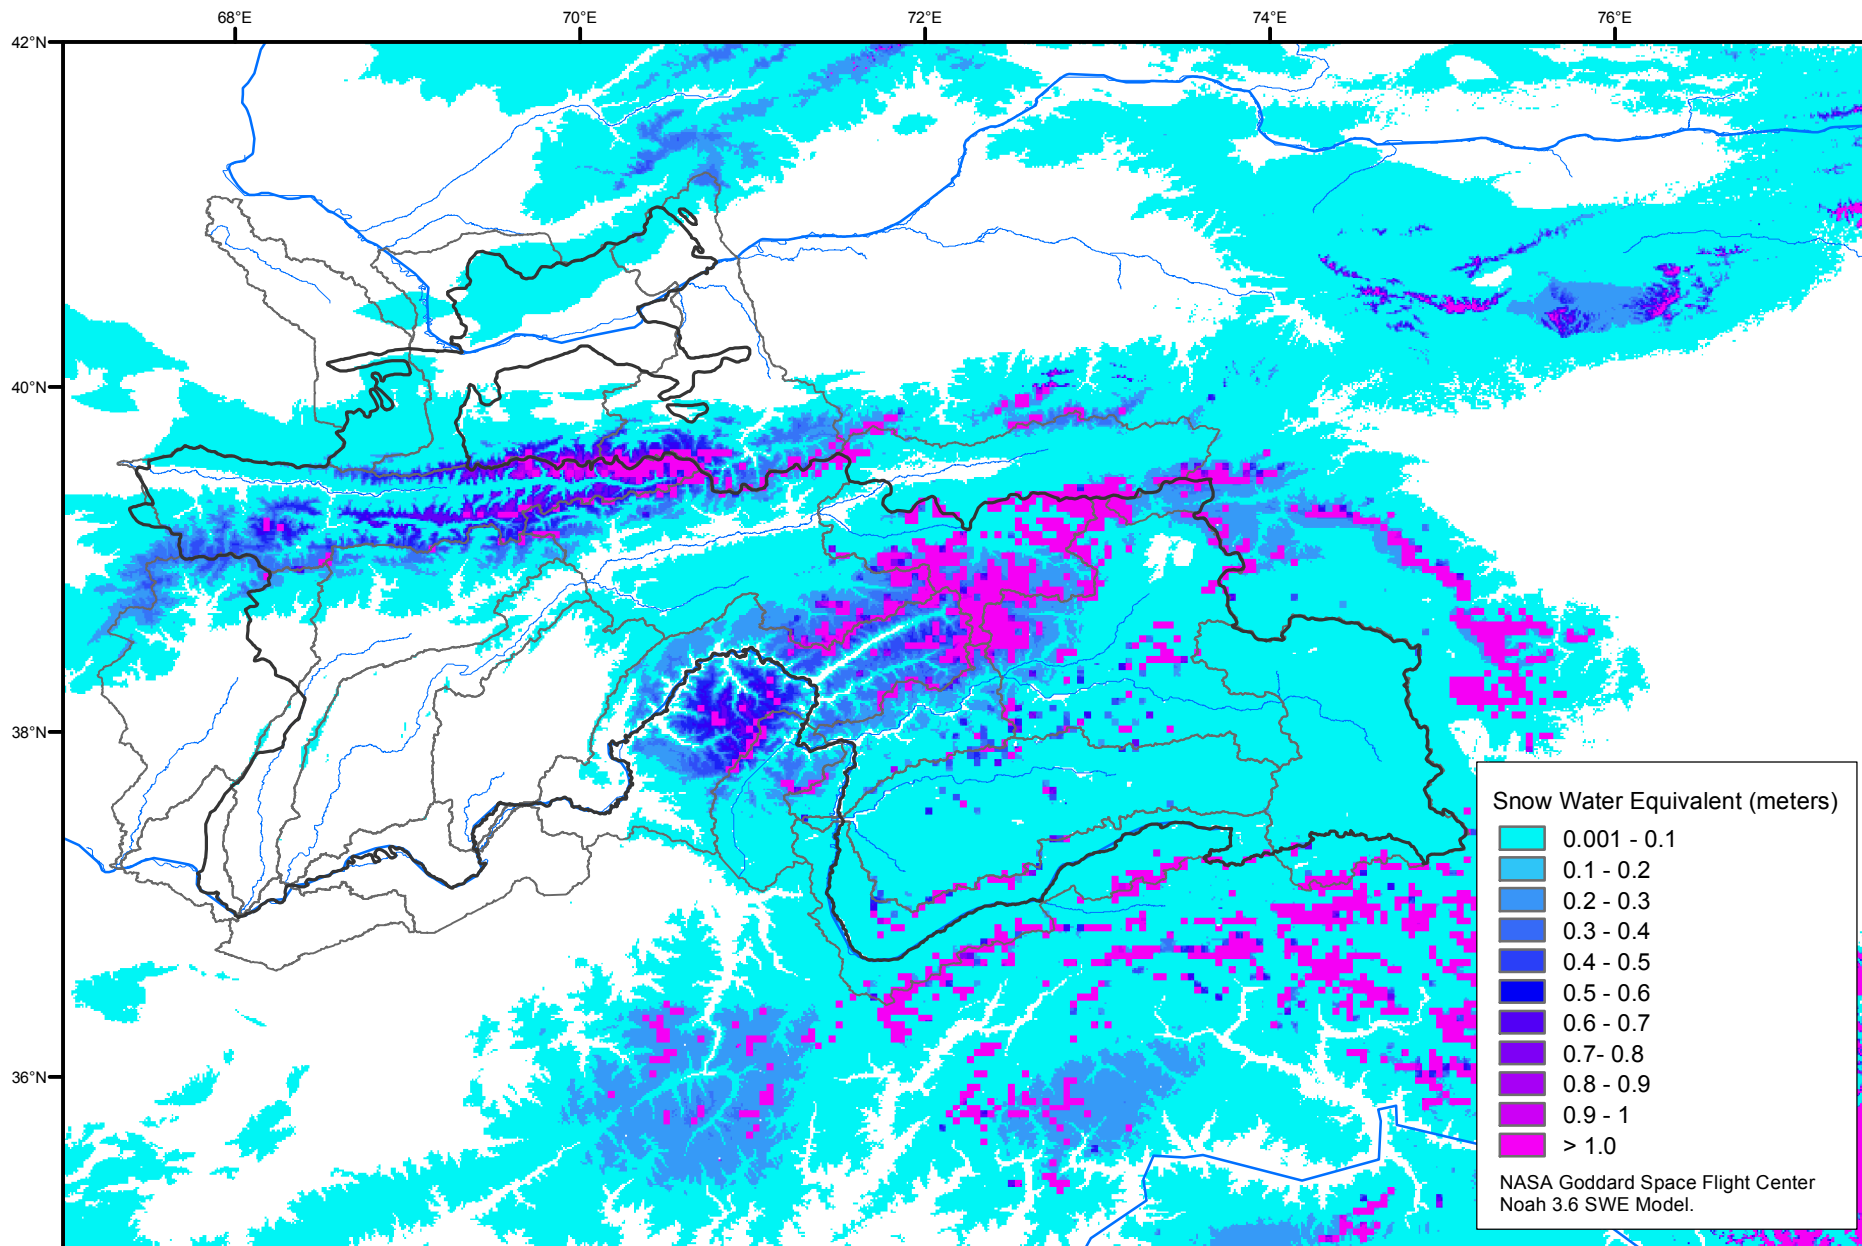 68°E 70°E 72°E 74°E 76°E
42°N
40°N
38°N
36°N
Snow Water Equivalent (meters)
0.001 - 0.1
0.1 - 0.2
0.2 - 0.3
0.3 - 0.4
0.4 - 0.5
0.5 - 0.6
0.6 - 0.7
0.7- 0.8
0.8 - 0.9
0.9 - 1
> 1.0
NASA Goddard Space Flight Center
Noah 3.6 SWE Model.